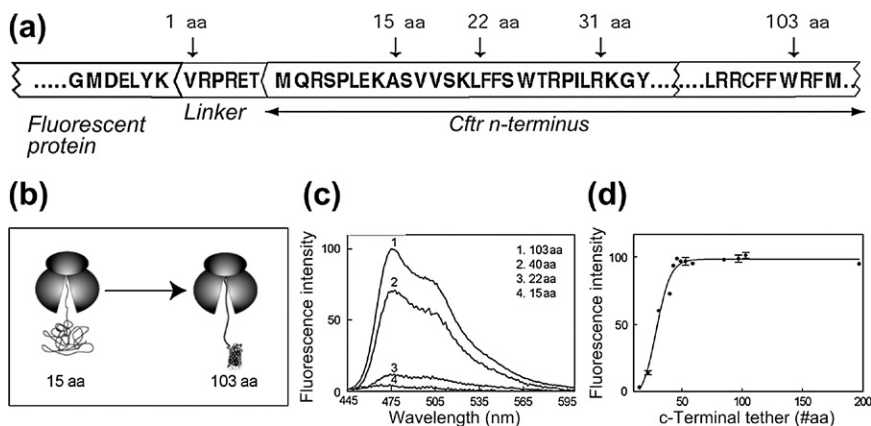 (a)
1 aa 15 aa 22 aa 31 aa 103 aa
.....GMDELYK VRPRET MQRSPLEKASVVSKLFFSWTRPILRKGY..... ....LRRCFFWRFM..
Fluorescent protein
Linker
Cftr n-terminus
(b)
15 aa
103 aa
(c)
Fluorescence intensity
100
50
0
1
2
3
4
1. 103aa
2. 40aa
3. 22aa
4. 15aa
445 475 505 535 565 595
Wavelength (nm)
(d)
Fluorescence intensity
100
50
0
50 100 150 200
c-Terminal tether (#aa)